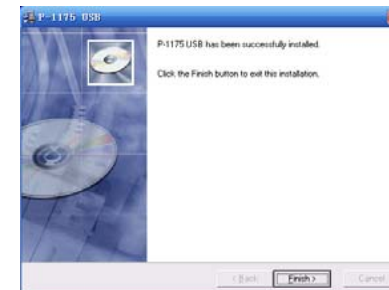 P-1175 USB
P-1175 USB has been successfully installed.
Click the Finish button to exit this installation.
< Back
Finish >
Cancel